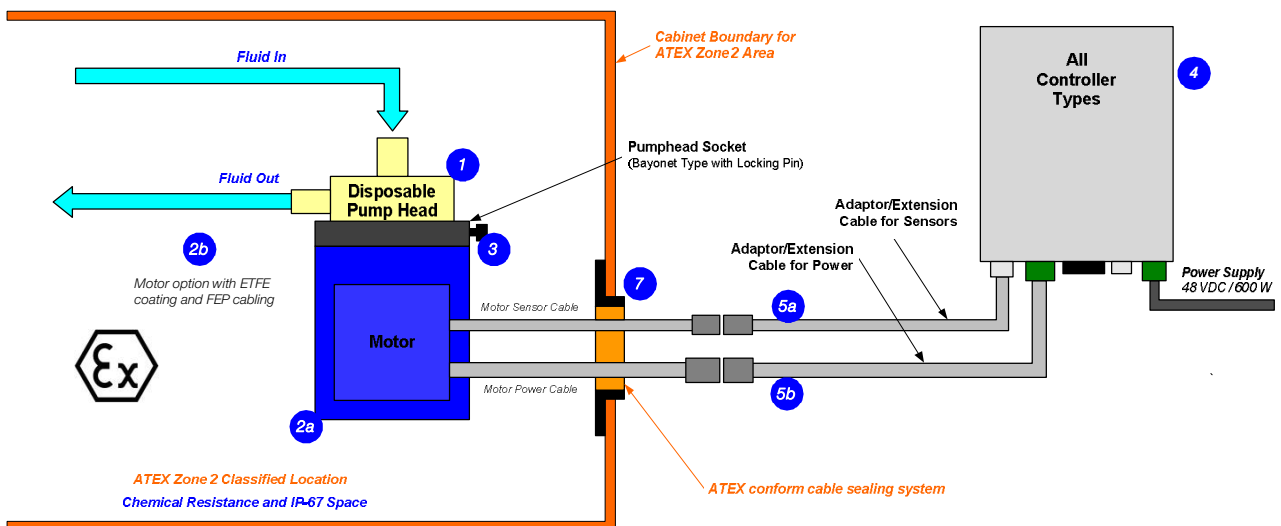 Cabinet Boundary for
ATEX Zone 2 Area
All
Controller
Types
4
Fluid In
Pumphead Socket
(Bayonet Type with Locking Pin)
1
Fluid Out
Disposable
Pump Head
Adaptor/Extension
Cable for Sensors
2b
3
Adaptor/Extension
Cable for Power
Motor option with ETFE
coating and FEP cabling
7
Power Supply
48 VDC / 600 W
Motor Sensor Cable
5a
Motor
Ex
Motor Power Cable
5b
2a
ATEX Zone 2 Classified Location
ATEX conform cable sealing system
Chemical Resistance and IP-67 Space